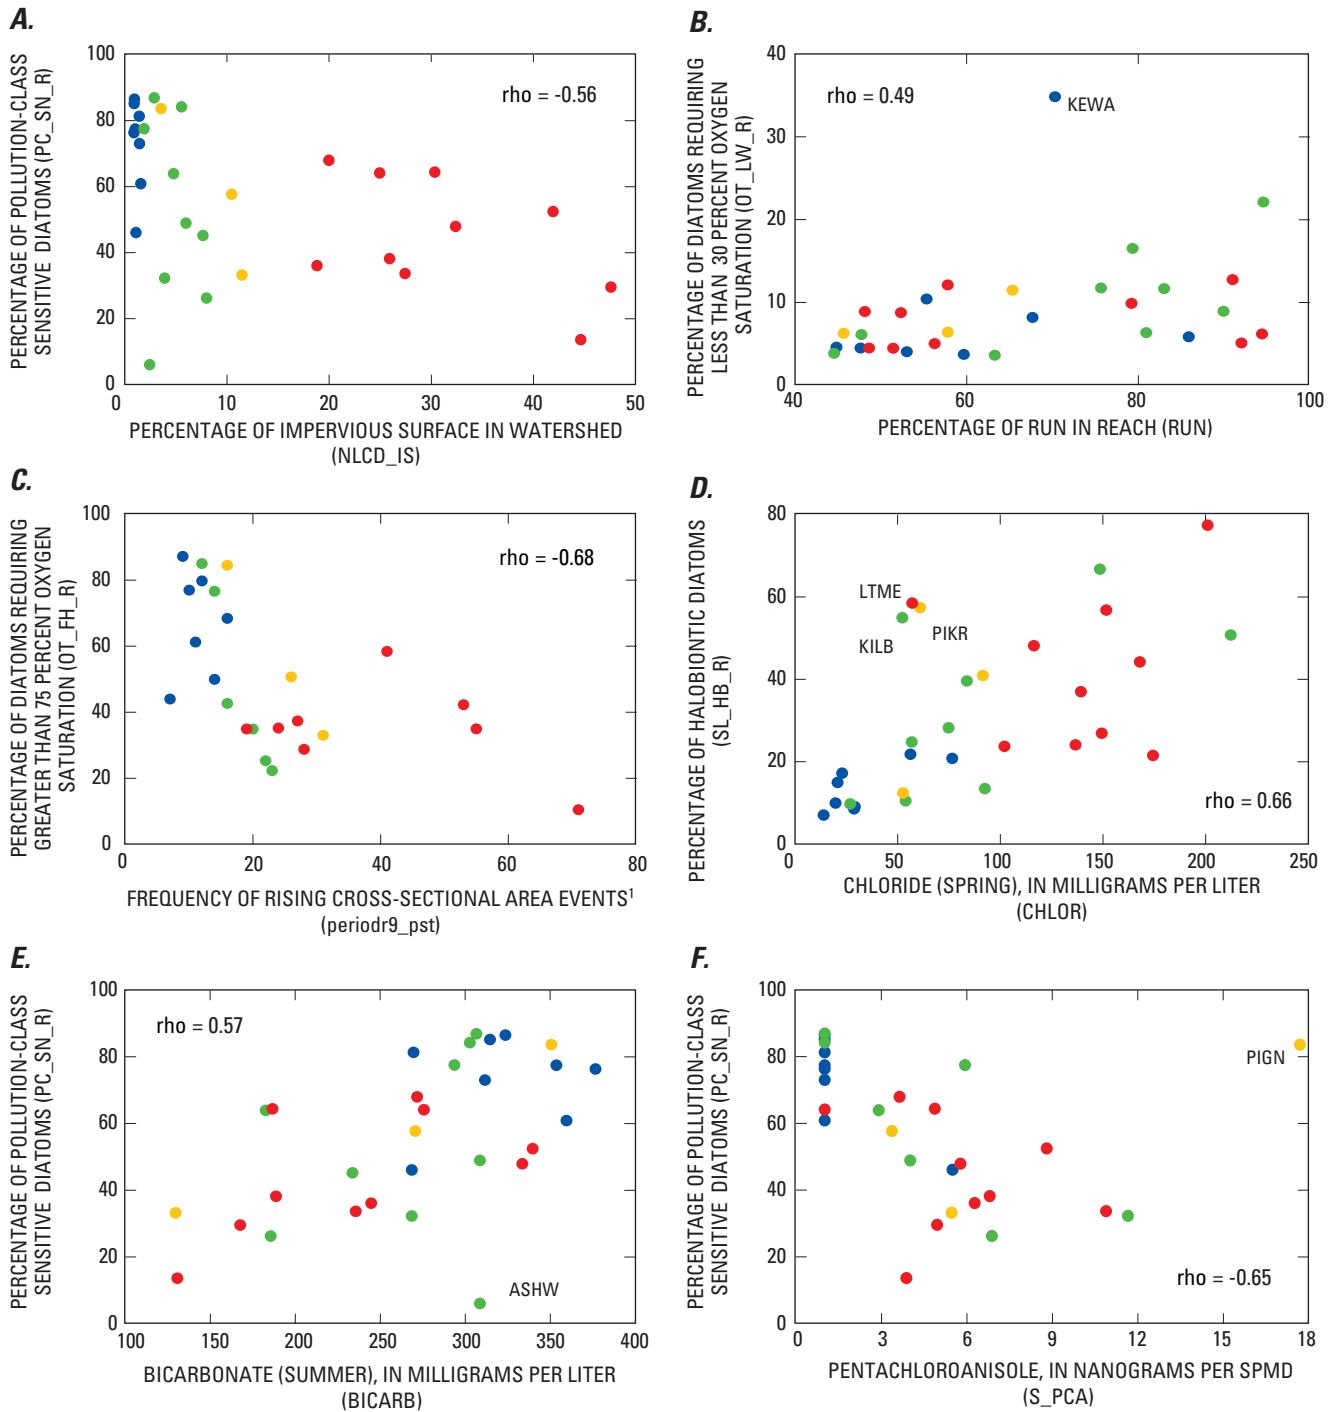 A.
PERCENTAGE OF POLLUTION-CLASS
SENSITIVE DIATOMS (PC_SN_R)
100
80
60
40
20
0
rho = -0.56
0 10 20 30 40 50
PERCENTAGE OF IMPERVIOUS SURFACE IN WATERSHED
(NLCD_IS)
B.
PERCENTAGE OF DIATOMS REQUIRING
LESS THAN 30 PERCENT OXYGEN
SATURATION (OT_LW_R)
40
35
30
20
10
0
rho = 0.49
KEWA
40 60 80 100
PERCENTAGE OF RUN IN REACH (RUN)
C.
PERCENTAGE OF DIATOMS REQUIRING
GREATER THAN 75 PERCENT OXYGEN
SATURATION (OT_FH_R)
100
80
60
40
20
0
rho = -0.68
0 20 40 60 80
FREQUENCY OF RISING CROSS-SECTIONAL AREA EVENTS¹
(periodr9_pst)
D.
PERCENTAGE OF HALOBIONTIC DIATOMS
(SL_HB_R)
80
60
40
20
0
LTME
PIKR
KILB
rho = 0.66
0 50 100 150 200 250
CHLORIDE (SPRING), IN MILLIGRAMS PER LITER
(CHLOR)
E.
PERCENTAGE OF POLLUTION-CLASS
SENSITIVE DIATOMS (PC_SN_R)
100
80
60
40
20
0
rho = 0.57
ASHW
100 150 200 250 300 350 400
BICARBONATE (SUMMER), IN MILLIGRAMS PER LITER
(BICARB)
F.
PERCENTAGE OF POLLUTION-CLASS
SENSITIVE DIATOMS (PC_SN_R)
100
80
60
40
20
0
PIGN
rho = -0.65
0 3 6 9 12 15 18
PENTACHLOROANISOLE, IN NANOGRAMS PER SPMD
(S_PCA)